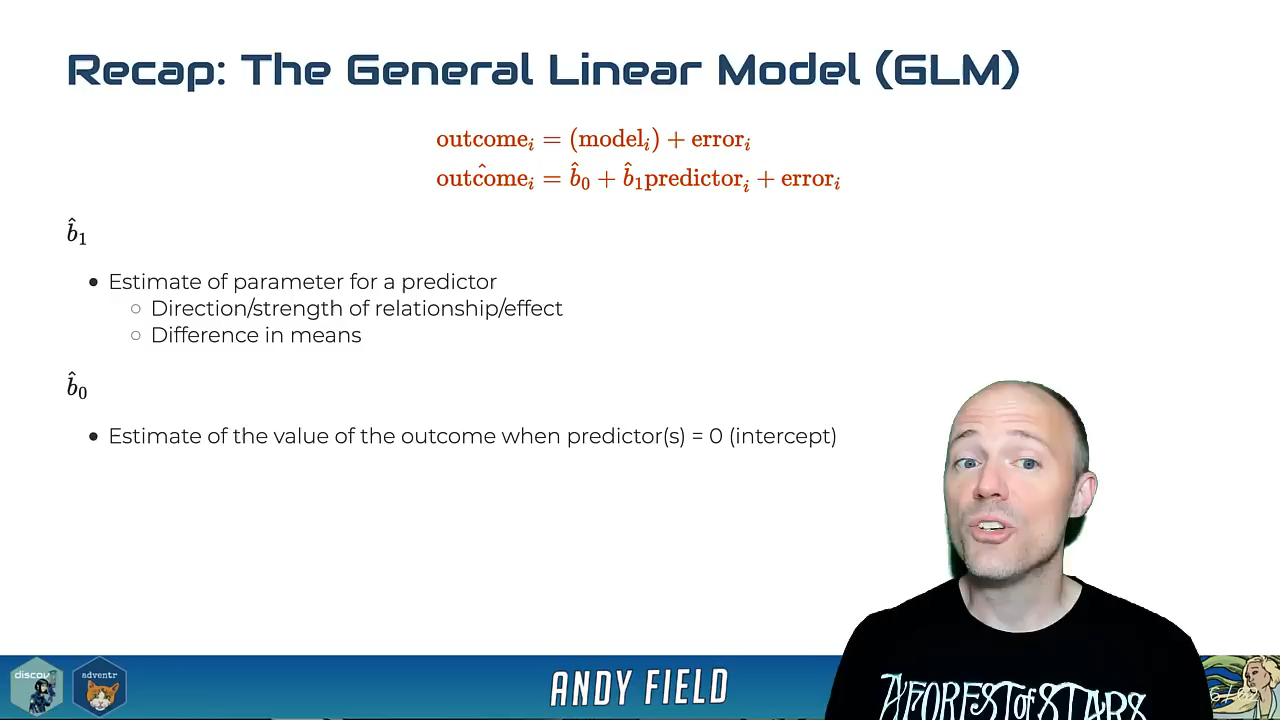 Recap: The General Linear Model (GLM)
outcomeᵢ = (modelᵢ) + errorᵢ
outcomêᵢ = b̂₀ + b̂₁predictorᵢ + errorᵢ
b̂₁
• Estimate of parameter for a predictor
○ Direction/strength of relationship/effect
○ Difference in means
b̂₀
• Estimate of the value of the outcome when predictor(s) = 0 (intercept)
discovr
adventr
ANDY FIELD
A FOREST of STARS